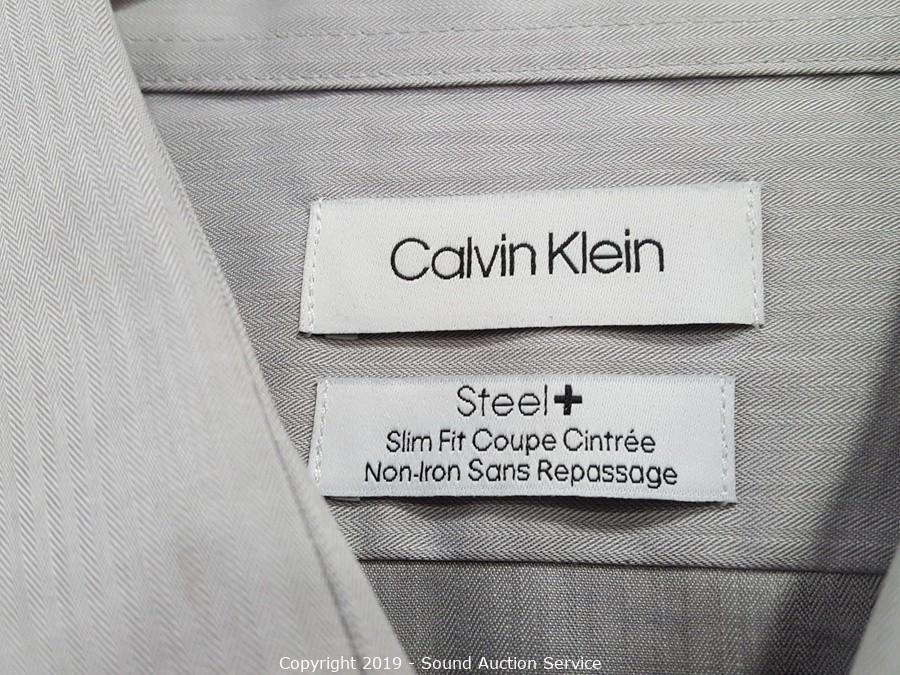 Calvin Klein
Steel+
Slim Fit Coupe Cintrée
Non-Iron Sans Repassage
Copyright 2019 - Sound Auction Service